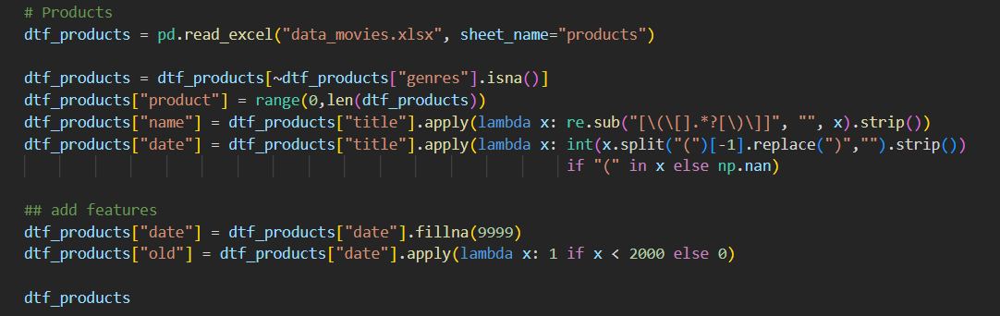 # Products
dtf_products = pd.read_excel("data_movies.xlsx", sheet_name="products")
dtf_products = dtf_products[~dtf_products["genres"].isna()]
dtf_products["product"] = range(0,len(dtf_products))
dtf_products["name"] = dtf_products["title"].apply(lambda x: re.sub("[\(\[].*?[\)\]]", "", x).strip())
dtf_products["date"] = dtf_products["title"].apply(lambda x: int(x.split("(")[-1].replace(")","").strip())
if "(" in x else np.nan)
## add features
dtf_products["date"] = dtf_products["date"].fillna(9999)
dtf_products["old"] = dtf_products["date"].apply(lambda x: 1 if x < 2000 else 0)
dtf_products